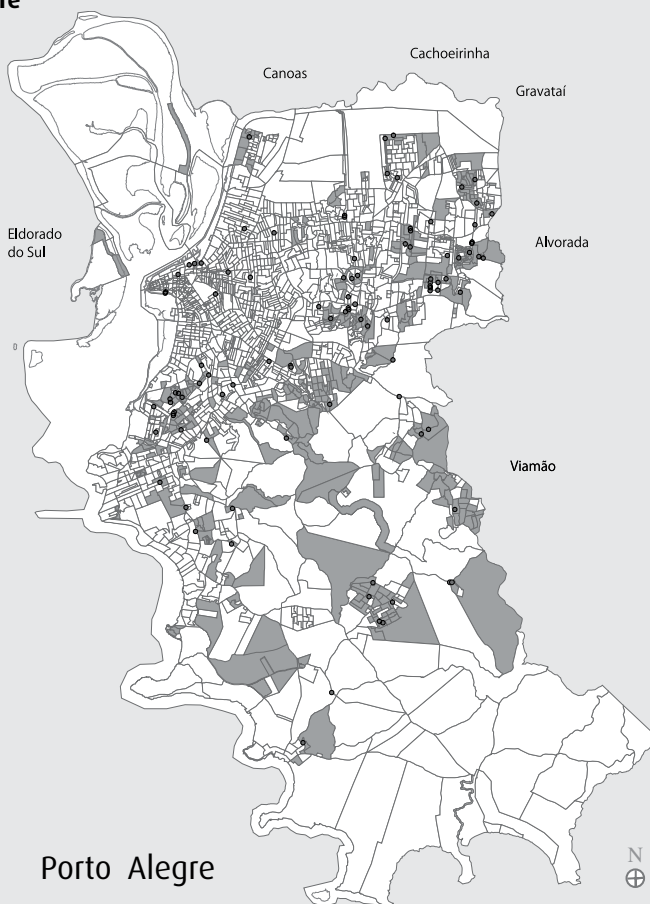 Cachoeirinha
Canoas
Gravataí
Eldorado
do Sul
Alvorada
Viamão
Porto Alegre
N